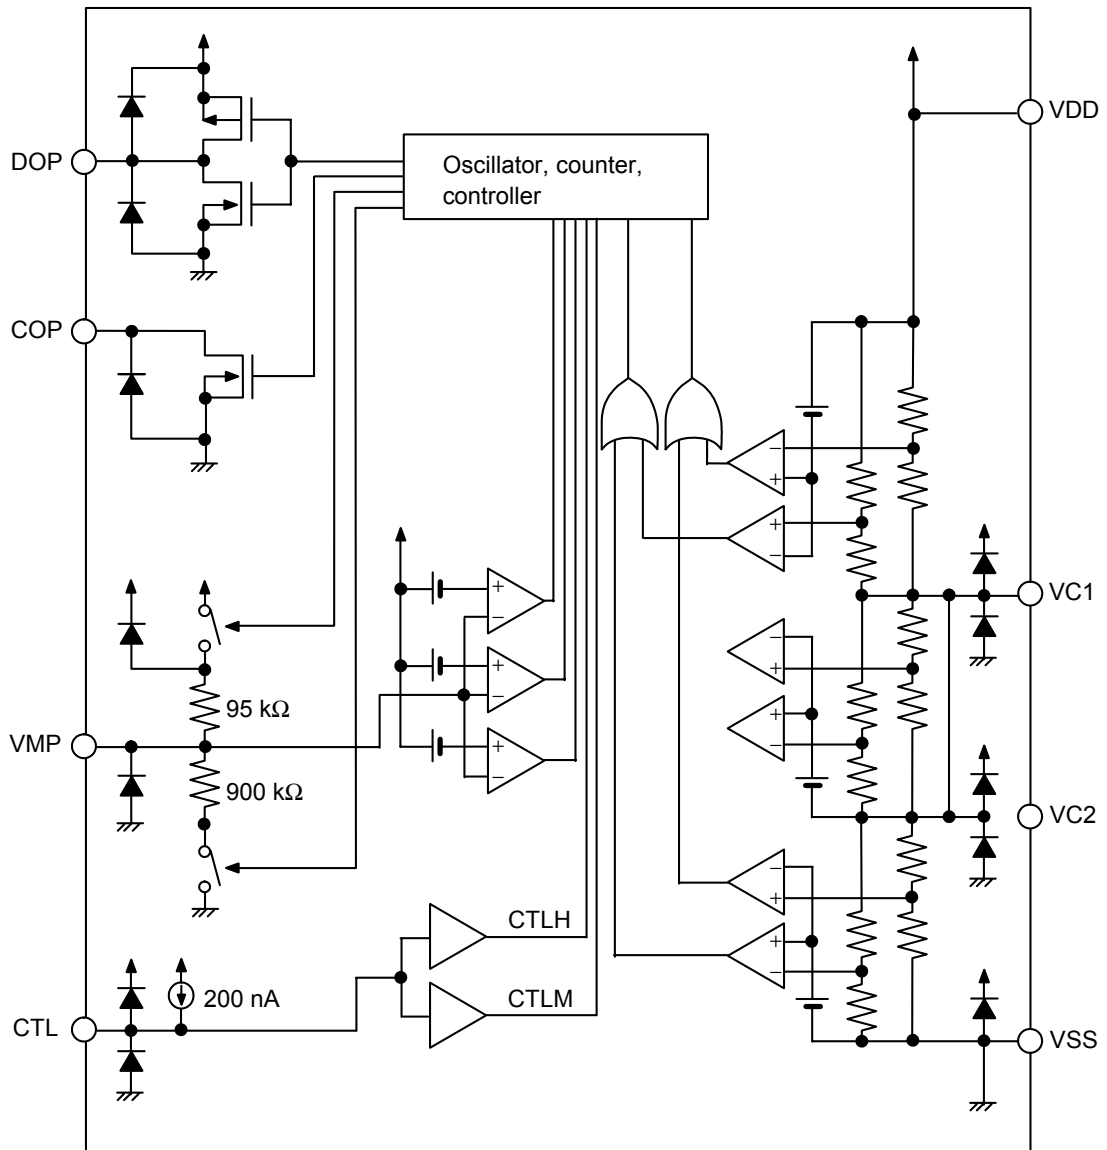 VDD
DOP
Oscillator, counter,
controller
COP
−
+
+
−
VC1
+
−
−
+
95 kΩ
+
−
+
−
VMP
+
−
900 kΩ
VC2
−
+
CTLH
+
−
200 nA
CTLM
CTL
VSS